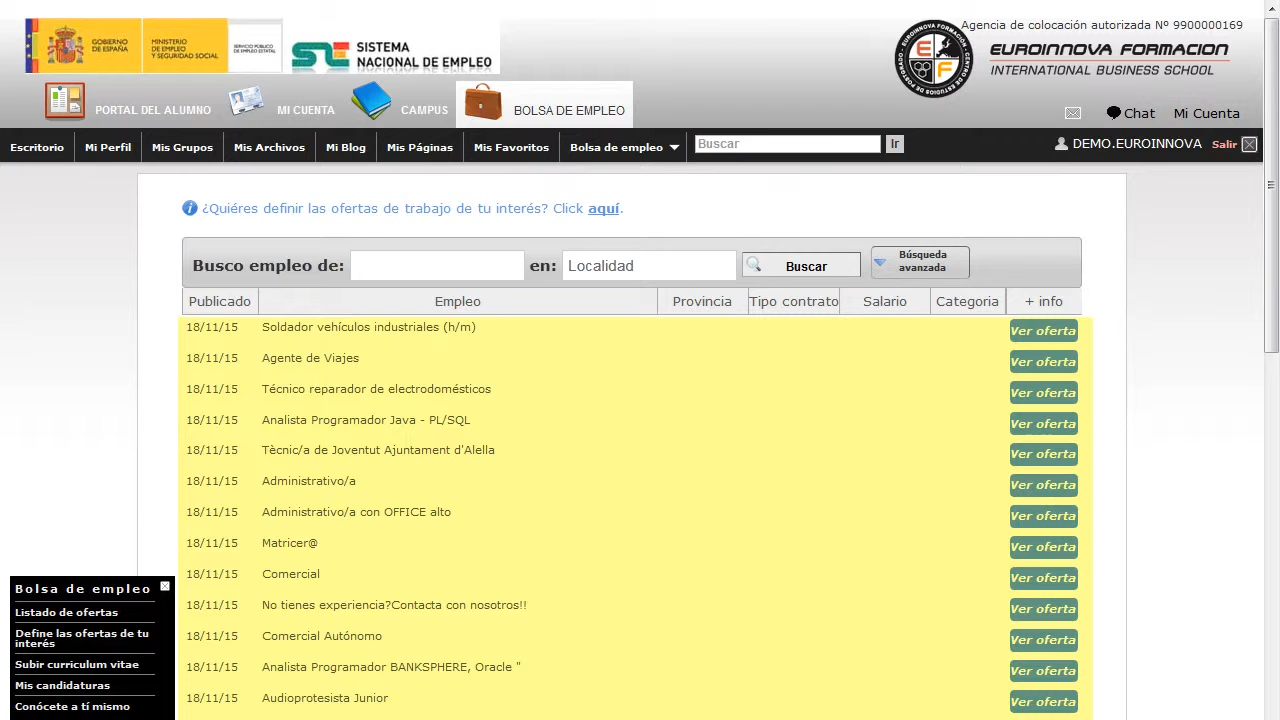 GOBIERNO DE ESPAÑA
MINISTERIO DE EMPLEO Y SEGURIDAD SOCIAL
SERVICIO PÚBLICO DE EMPLEO ESTATAL
SISTEMA NACIONAL DE EMPLEO
Agencia de colocación autorizada Nº 9900000169
EUROINNOVA FORMACIÓN
INTERNATIONAL BUSINESS SCHOOL
EUROINNOVA FORMACIÓN
E F
PORTAL DEL ALUMNO
MI CUENTA
CAMPUS
BOLSA DE EMPLEO
Chat
Mi Cuenta
Escritorio
Mi Perfil
Mis Grupos
Mis Archivos
Mi Blog
Mis Páginas
Mis Favoritos
Bolsa de empleo
Buscar
Ir
DEMO.EUROINNOVA
Salir
¿Quiéres definir las ofertas de trabajo de tu interés? Click aquí.
Busco empleo de: en: Localidad Buscar
Búsqueda avanzada
Publicado Empleo Provincia Tipo contrato Salario Categoria + info
18/11/15 Soldador vehículos industriales (h/m) Ver oferta
18/11/15 Agente de Viajes Ver oferta
18/11/15 Técnico reparador de electrodomésticos Ver oferta
18/11/15 Analista Programador Java - PL/SQL Ver oferta
18/11/15 Tècnic/a de Joventut Ajuntament d'Alella Ver oferta
18/11/15 Administrativo/a Ver oferta
18/11/15 Administrativo/a con OFFICE alto Ver oferta
18/11/15 Matricer@ Ver oferta
18/11/15 Comercial Ver oferta
18/11/15 No tienes experiencia?Contacta con nosotros!! Ver oferta
18/11/15 Comercial Autónomo Ver oferta
18/11/15 Analista Programador BANKSPHERE, Oracle " Ver oferta
18/11/15 Audioprotesista Junior Ver oferta
Bolsa de empleo
Listado de ofertas
Define las ofertas de tu
interés
Subir curriculum vitae
Mis candidaturas
Conócete a tí mismo